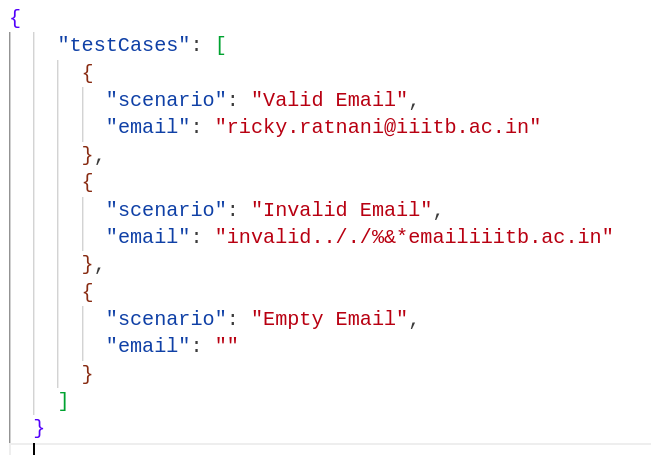 {
"testCases": [
{
"scenario": "Valid Email",
"email": "ricky.ratnani@iiitb.ac.in"
},
{
"scenario": "Invalid Email",
"email": "invalid.././%&*emailiiitb.ac.in"
},
{
"scenario": "Empty Email",
"email": ""
}
]
}